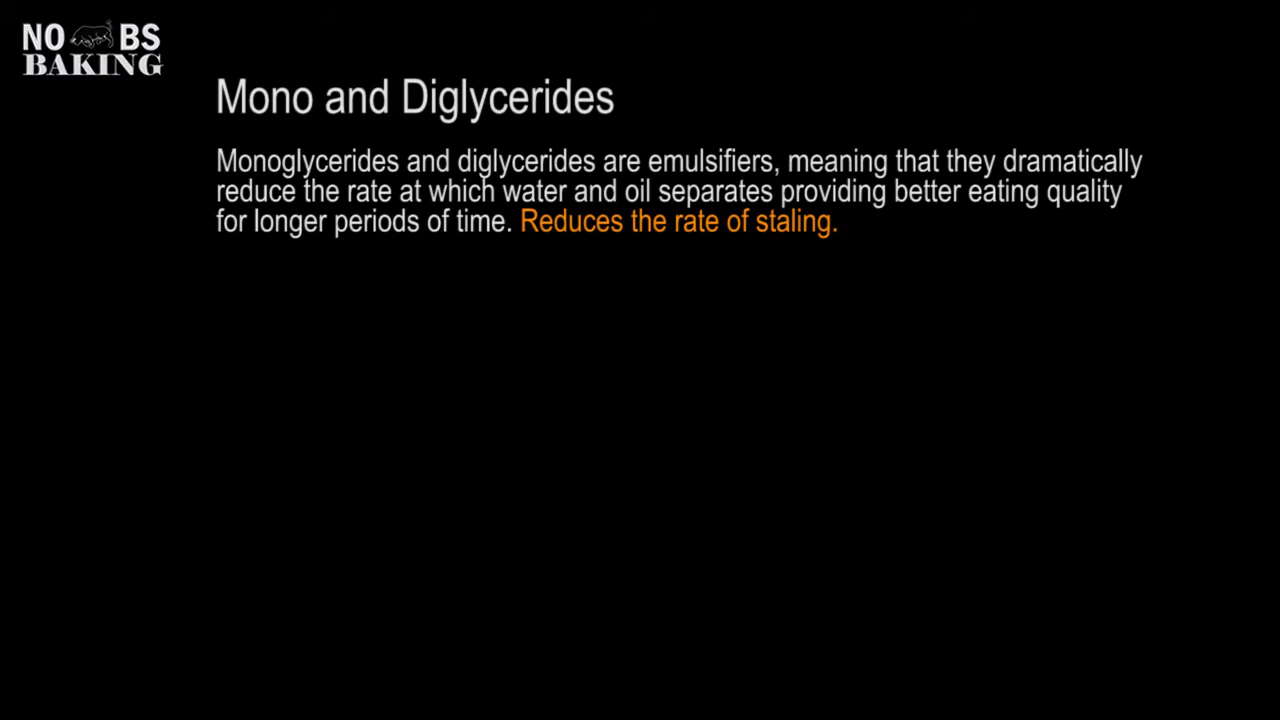 NO BS
BAKING
Mono and Diglycerides
Monoglycerides and diglycerides are emulsifiers, meaning that they dramatically
reduce the rate at which water and oil separates providing better eating quality
for longer periods of time. Reduces the rate of staling.